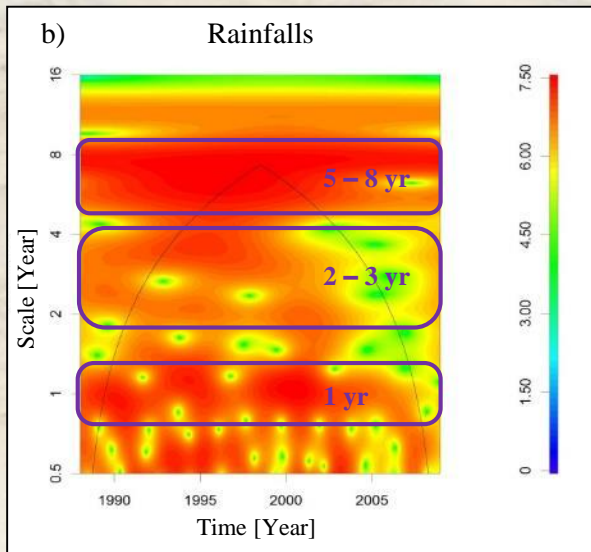 b) Rainfalls
16
8
4
2
1
0.5
Scale [Year]
5 – 8 yr
2 – 3 yr
1 yr
1990 1995 2000 2005
Time [Year]
7.50
6.00
4.50
3.00
1.50
0